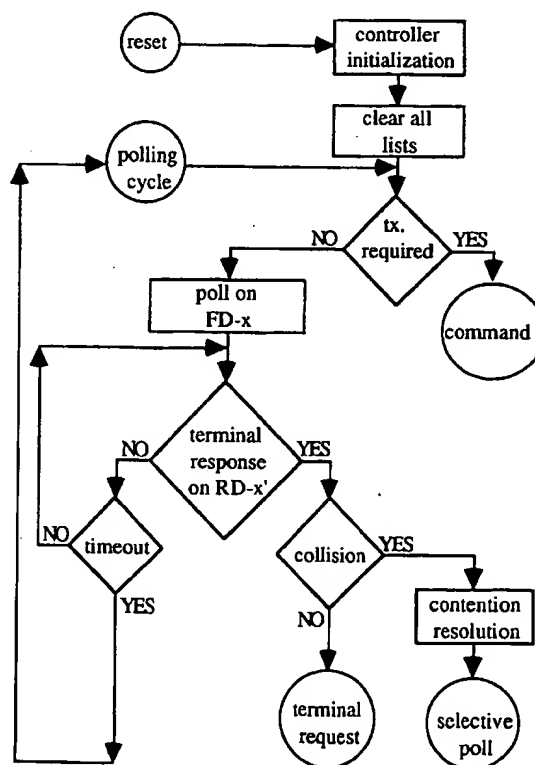 reset
controller
initialization
clear all
lists
polling
cycle
tx.
required
NO
YES
poll on
FD-x
command
terminal
response
on RD-x'
NO
YES
timeout
NO
YES
collision
YES
NO
contention
resolution
terminal
request
selective
poll